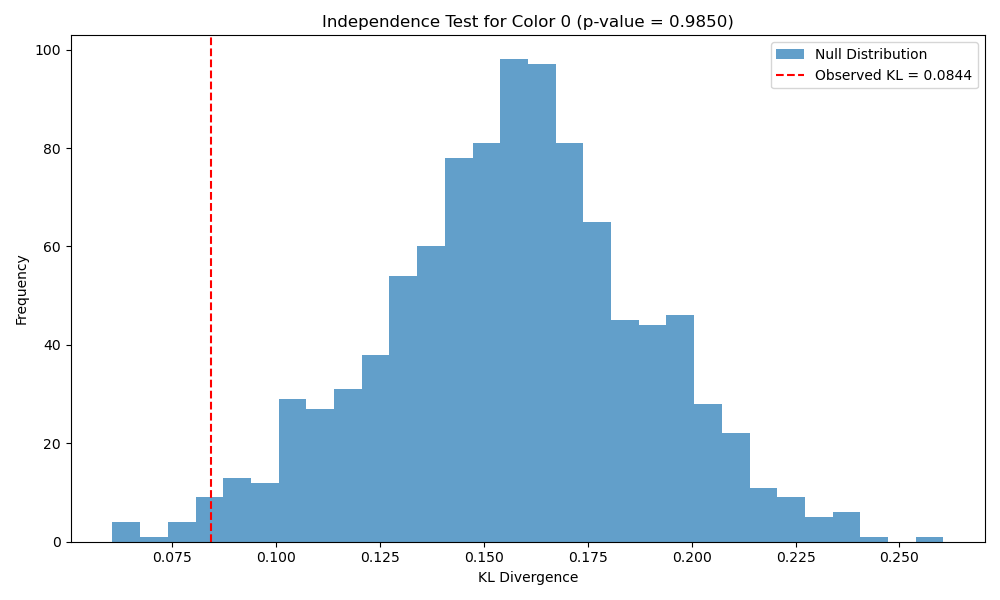 Independence Test for Color 0 (p-value = 0.9850)
Null Distribution
Observed KL = 0.0844
Frequency
100
80
60
40
20
0
0.075
0.100
0.125
0.150
0.175
0.200
0.225
0.250
KL Divergence